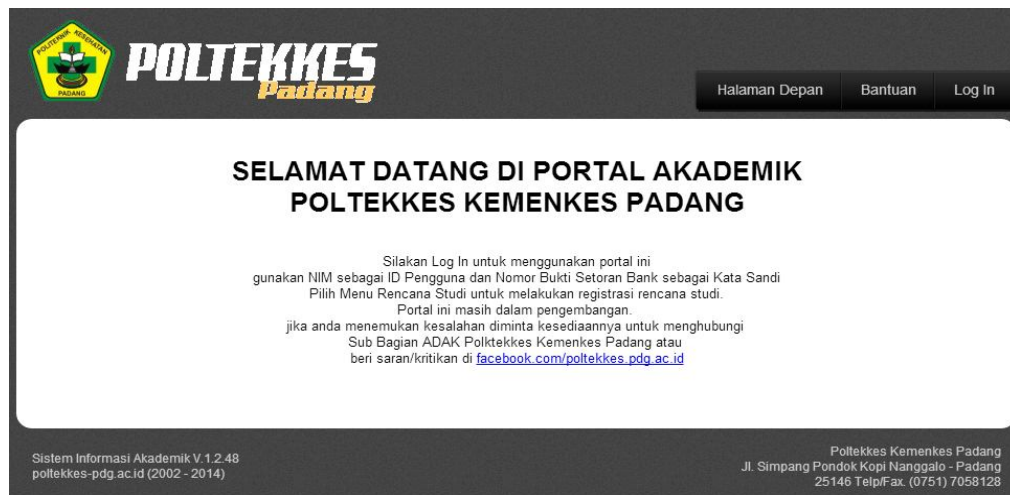 POLITEKNIK KESEHATAN
PADANG
POLTEKKES
Padang
Halaman Depan Bantuan Log In
SELAMAT DATANG DI PORTAL AKADEMIK
POLTEKKES KEMENKES PADANG
Silakan Log In untuk menggunakan portal ini
gunakan NIM sebagai ID Pengguna dan Nomor Bukti Setoran Bank sebagai Kata Sandi
Pilih Menu Rencana Studi untuk melakukan registrasi rencana studi.
Portal ini masih dalam pengembangan.
jika anda menemukan kesalahan diminta kesediaannya untuk menghubungi
Sub Bagian ADAK Polktekkes Kemenkes Padang atau
beri saran/kritikan di facebook.com/poltekkes.pdg.ac.id
Sistem Informasi Akademik V.1.2.48
poltekkes-pdg.ac.id (2002 - 2014)
Poltekkes Kemenkes Padang
Jl. Simpang Pondok Kopi Nanggalo - Padang
25146 Telp/Fax. (0751) 7058128